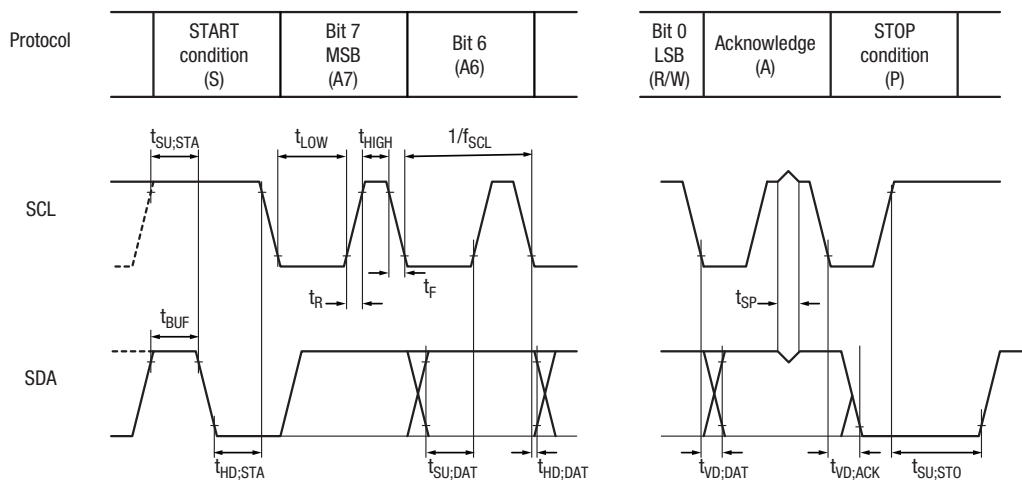 Protocol
START
condition
(S)
Bit 7
MSB
(A7)
Bit 6
(A6)
Bit 0
LSB
(R/W)
Acknowledge
(A)
STOP
condition
(P)
tSU;STA
tLOW
tHIGH
1/fSCL
SCL
tR
tF
tSP
tBUF
SDA
tHD;STA
tSU;DAT
tHD;DAT
tVD;DAT
tVD;ACK
tSU;STO